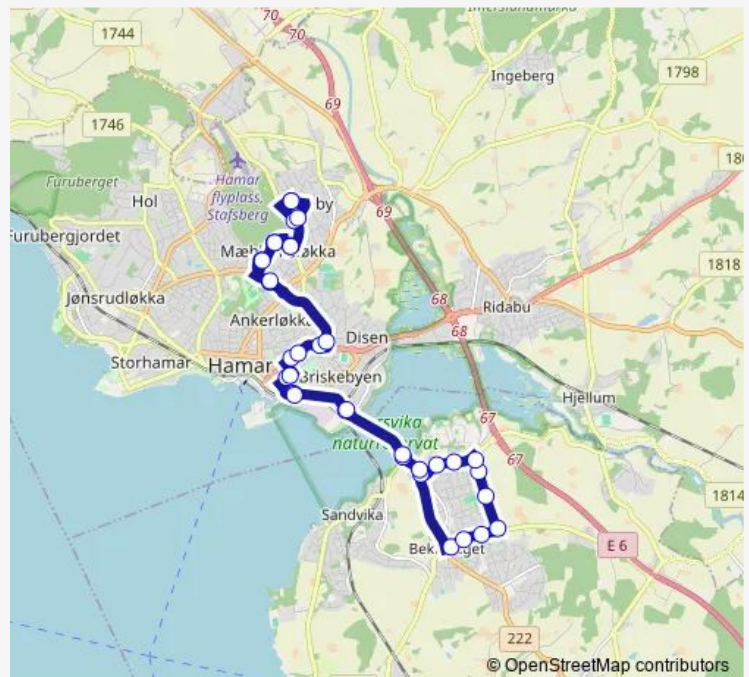 70
70
1744
Ingeberg
1798
69
1746
Furuberget
Hamar
flyplass,
Stafsberg
Hol
by
69
Furubergjordet
1818
Jønsrudløkka
68
Ridabu
Ankerløkka
68
Disen
Storhamar
Hamar
Briskebyen
Hjellum
67
naturreservat
67
1814
Sandvika
E 6
222
© OpenStreetMap contributors